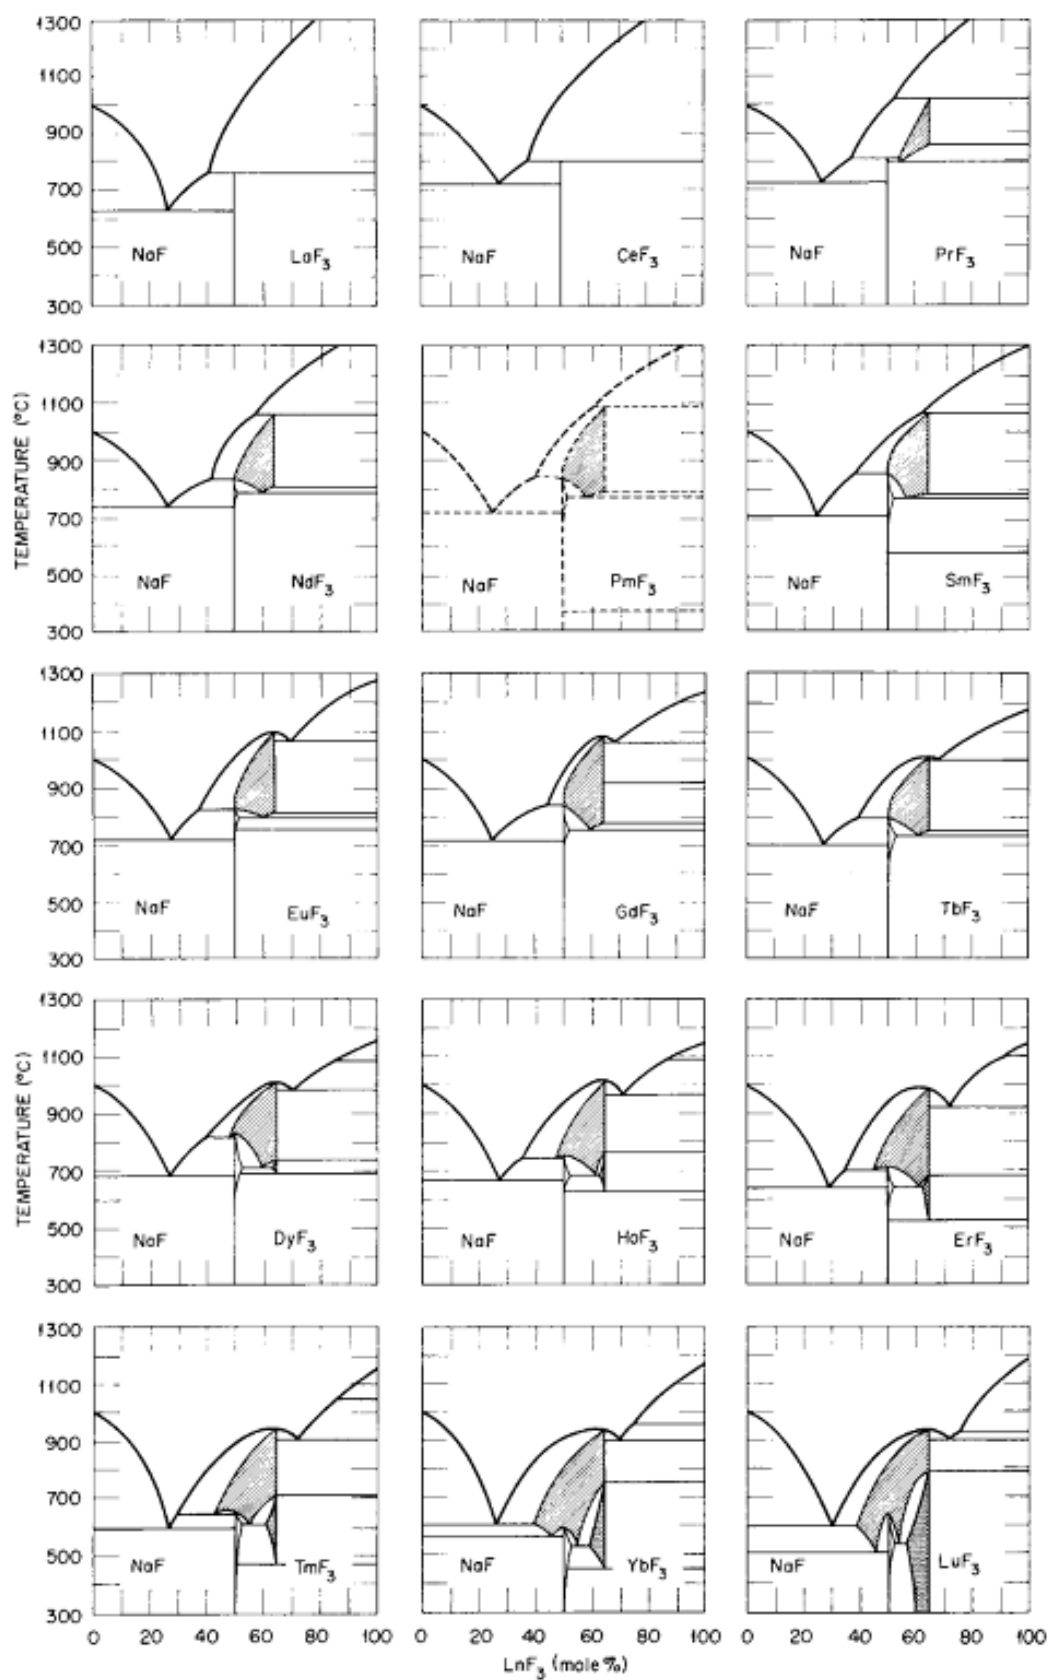 1300
1100
900
700
500
300
NaF LaF3
NaF CeF3
NaF PrF3
1300
1100
900
700
500
300
TEMPERATURE (°C)
NaF NdF3
NaF PmF3
NaF SmF3
1300
1100
900
700
500
300
NaF EuF3
NaF GdF3
NaF TbF3
1300
1100
900
700
500
300
TEMPERATURE (°C)
NaF DyF3
NaF HoF3
NaF ErF3
1300
1100
900
700
500
300
NaF TmF3
NaF YbF3
NaF LuF3
0 20 40 60 80 100 0 20 40 60 80 100 0 20 40 60 80 100
LnF3 (mole %)